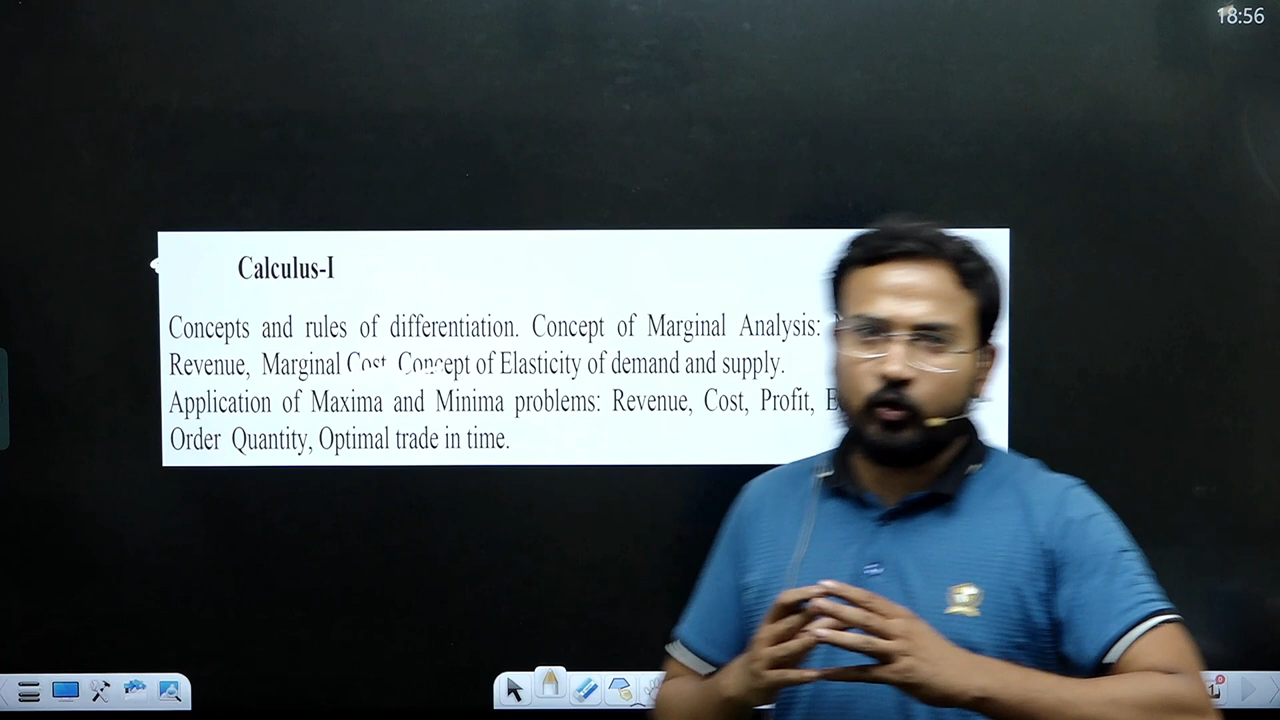 18:56
Calculus-I
Concepts and rules of differentiation. Concept of Marginal Analysis:
Revenue, Marginal Cost, Concept of Elasticity of demand and supply.
Application of Maxima and Minima problems: Revenue, Cost, Profit,
Order Quantity, Optimal trade in time.